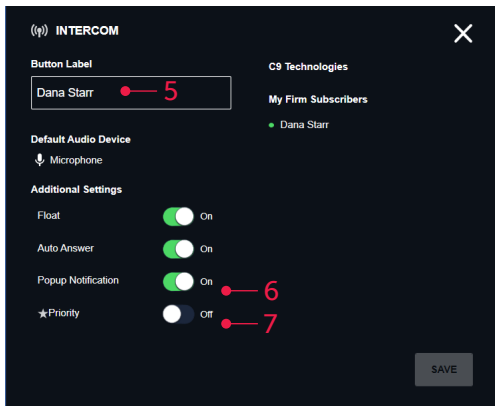 INTERCOM
Button Label
Dana Starr
5
Default Audio Device
Microphone
Additional Settings
Float On
Auto Answer On
Popup Notification On
6
Priority Off
7
C9 Technologies
My Firm Subscribers
Dana Starr
SAVE